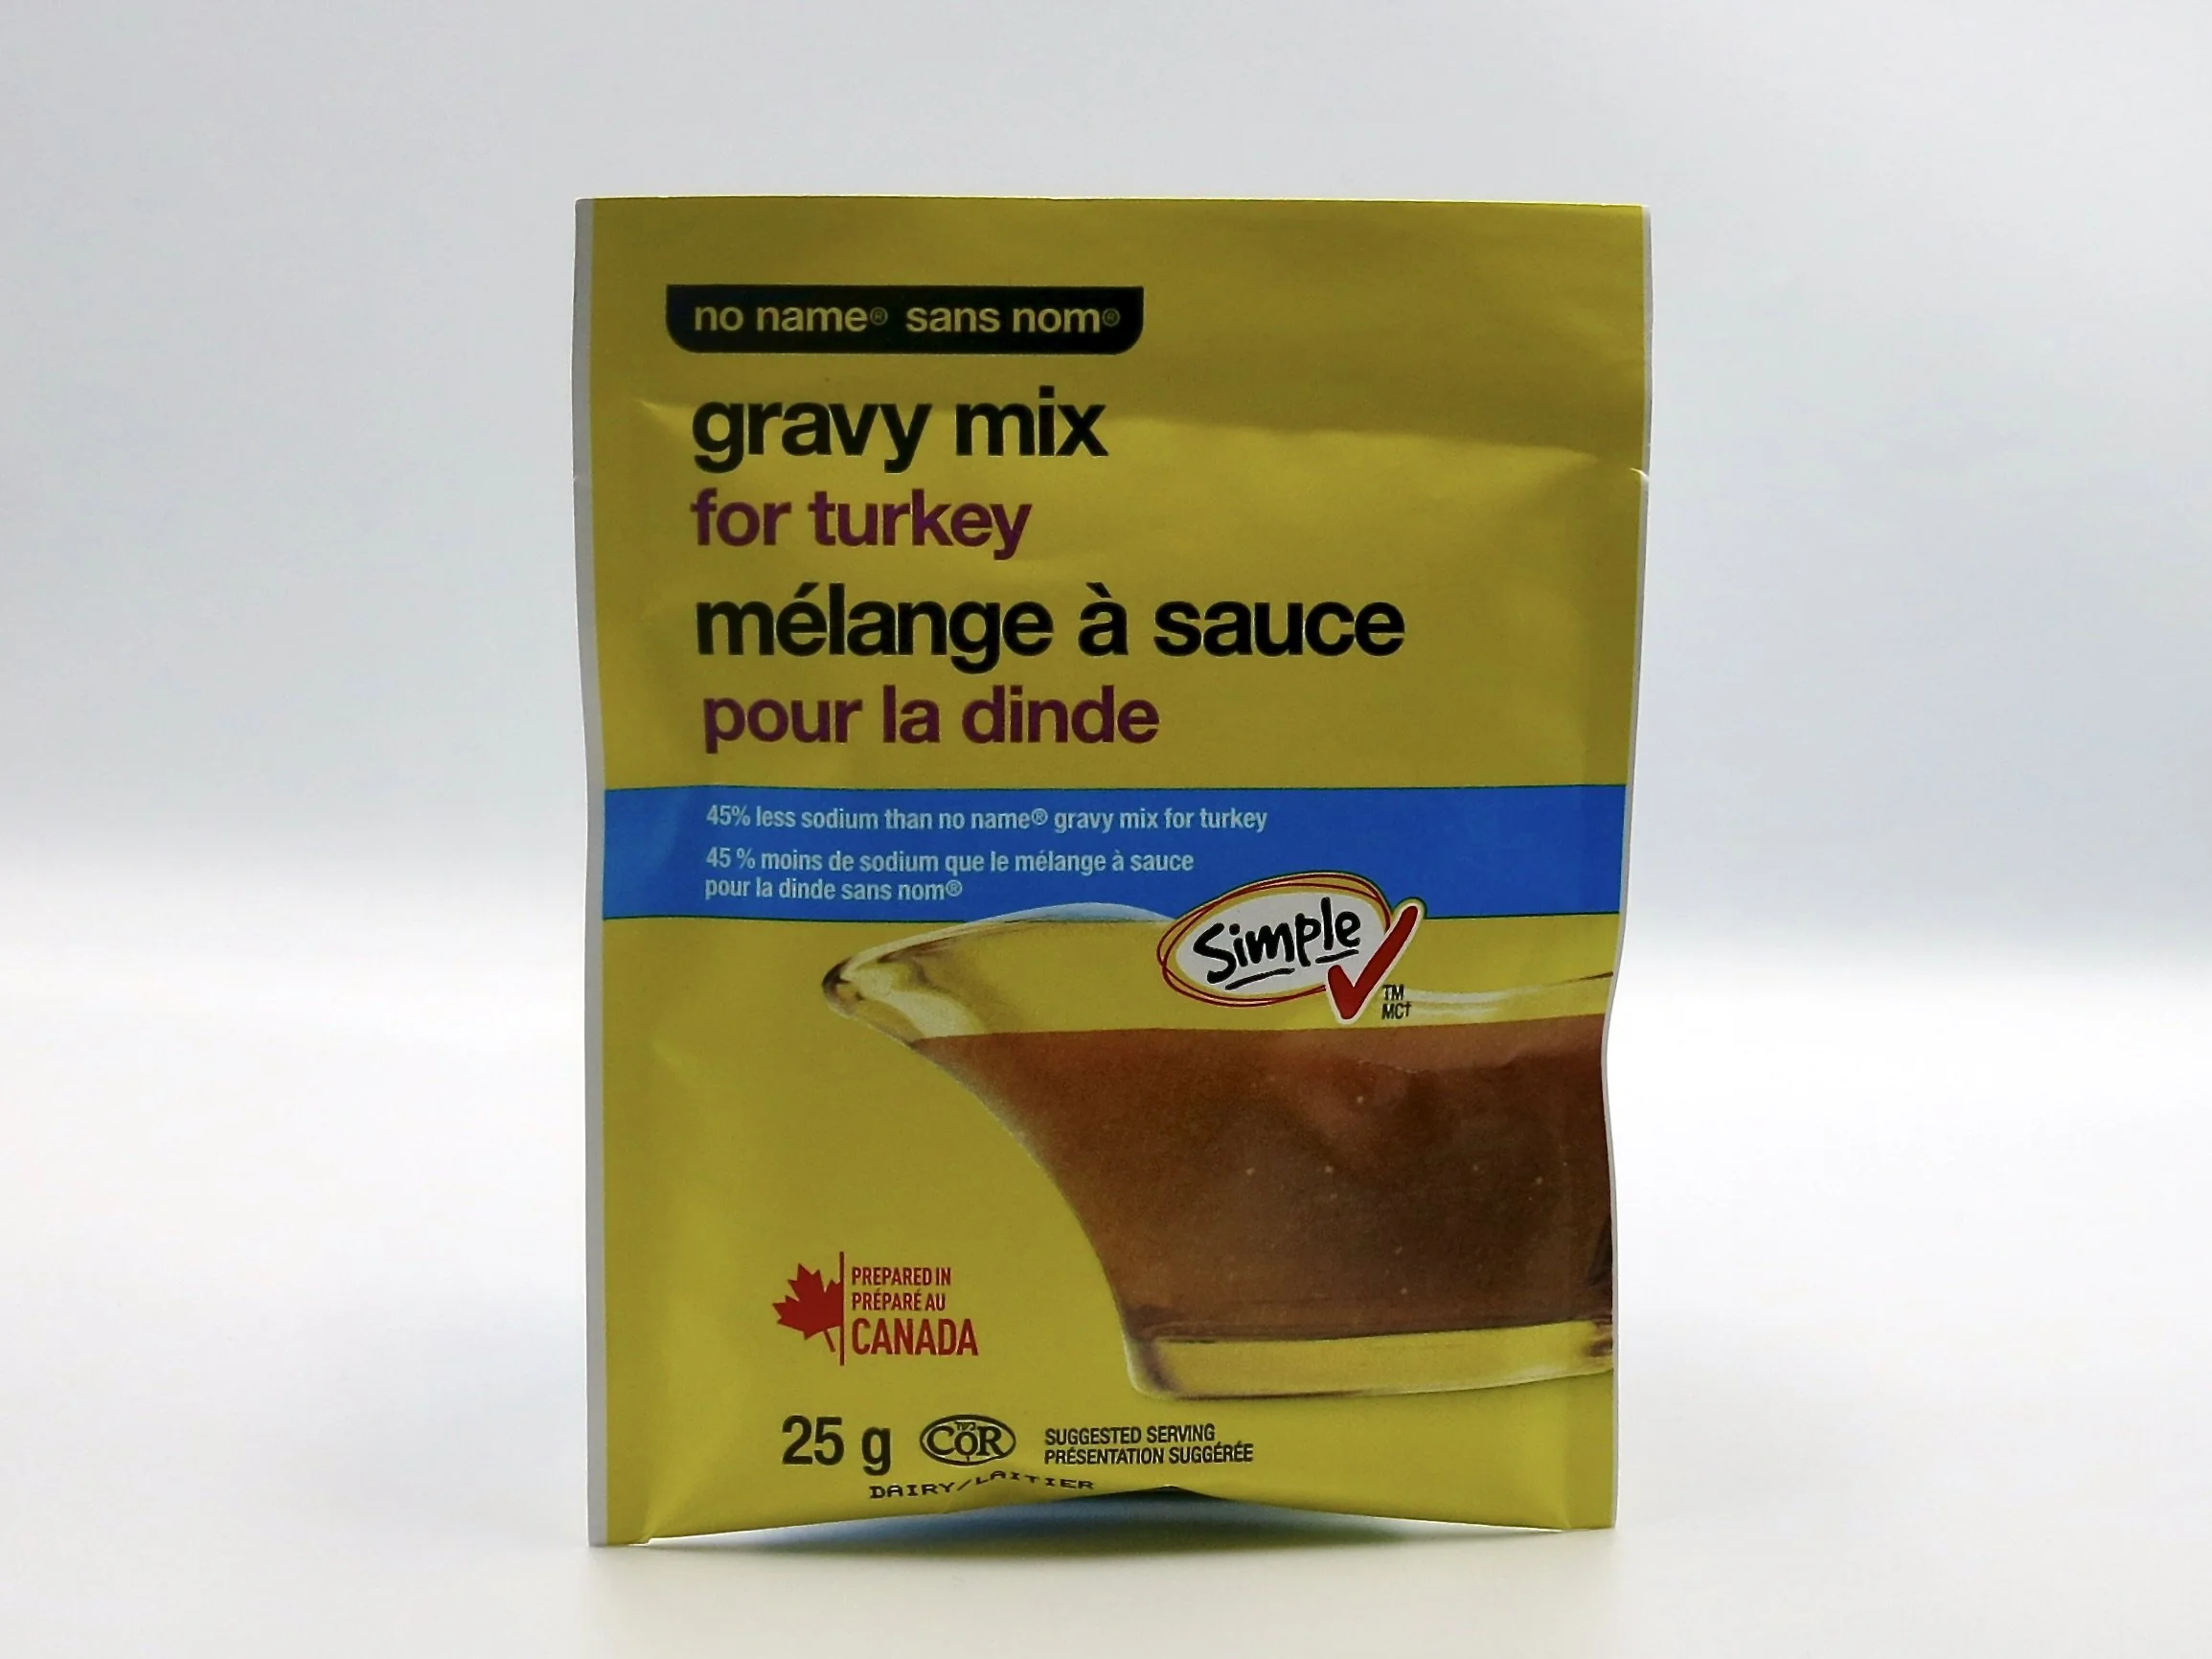 no name® sans nom®
gravy mix
for turkey
mélange à sauce
pour la dinde
45% less sodium than no name® gravy mix for turkey
45 % moins de sodium que le mélange à sauce
pour la dinde sans nom®
Simple
TM
MC†
PREPARED IN
PRÉPARÉ AU
CANADA
25 g COR SUGGESTED SERVING
PRÉSENTATION SUGGÉRÉE
DAIRY/LAITIER